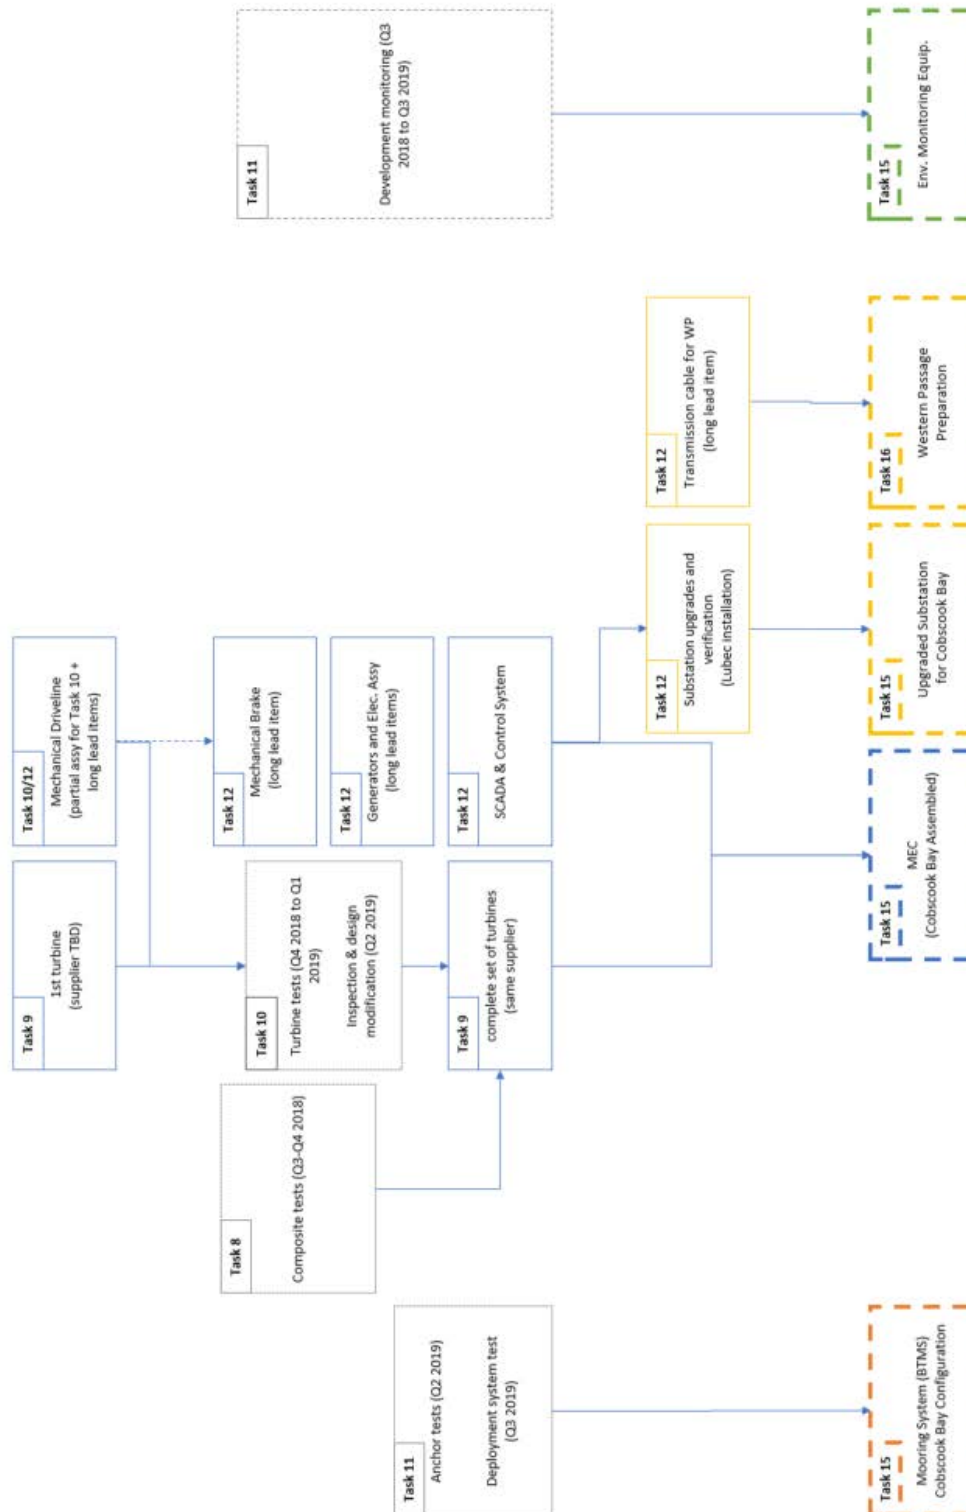 Task 11
Anchor tests (Q2 2019)
Deployment system test
(Q3 2019)
Task 15
Mooring System (BTMS)
Cobscook Bay Configuration
Task 8
Composite tests (Q3-Q4 2018)
Task 9
1st turbine
(supplier TBD)
Task 10
Turbine tests (Q4 2018 to Q1
2019)
Inspection & design
modification (Q2 2019)
Task 9
complete set of turbines
(same supplier)
Task 15
MEC
(Cobscook Bay Assembled)
Task 10/12
Mechanical Driveline
(partial assy for Task 10 +
long lead items)
Task 12
Mechanical Brake
(long lead item)
Task 12
Generators and Elec. Assy
(long lead items)
Task 12
SCADA & Control System
Task 12
Substation upgrades and
verification
(Lubec installation)
Task 15
Upgraded Substation
for Cobscook Bay
Task 12
Transmission cable for WP
(long lead item)
Task 16
Western Passage
Preparation
Task 11
Development monitoring (Q3
2018 to Q3 2019)
Task 15
Env. Monitoring Equip.